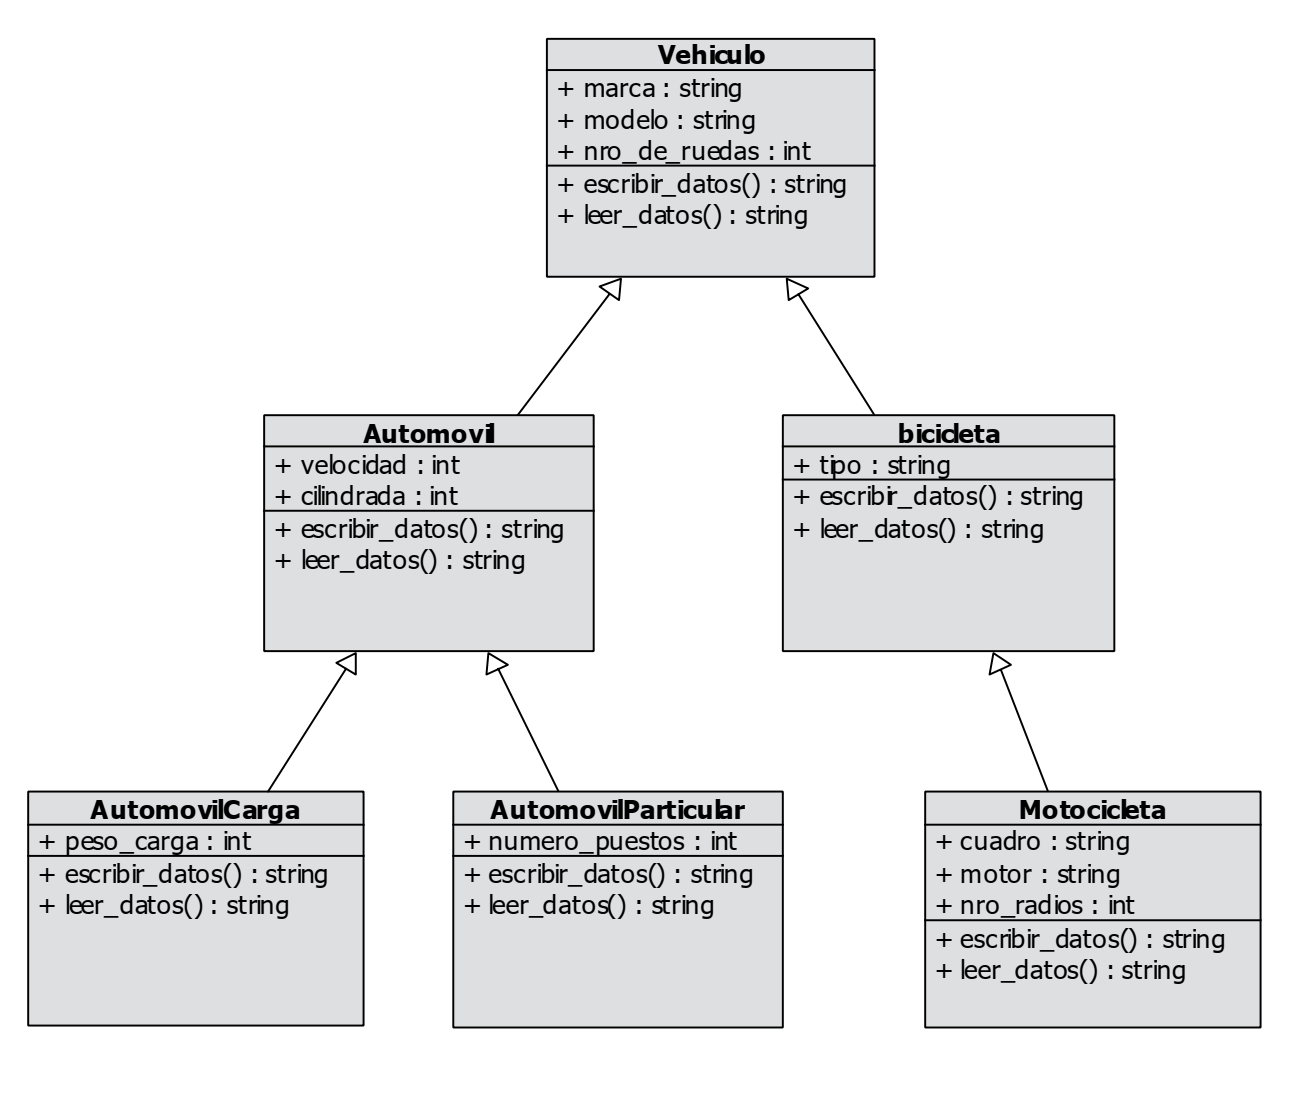 Vehiculo
+ marca : string
+ modelo : string
+ nro_de_ruedas : int
+ escribir_datos() : string
+ leer_datos() : string
Automovil
+ velocidad : int
+ cilindrada : int
+ escribir_datos() : string
+ leer_datos() : string
bicicleta
+ tipo : string
+ escribir_datos() : string
+ leer_datos() : string
AutomovilCarga
+ peso_carga : int
+ escribir_datos() : string
+ leer_datos() : string
AutomovilParticular
+ numero_puestos : int
+ escribir_datos() : string
+ leer_datos() : string
Motocicleta
+ cuadro : string
+ motor : string
+ nro_radios : int
+ escribir_datos() : string
+ leer_datos() : string